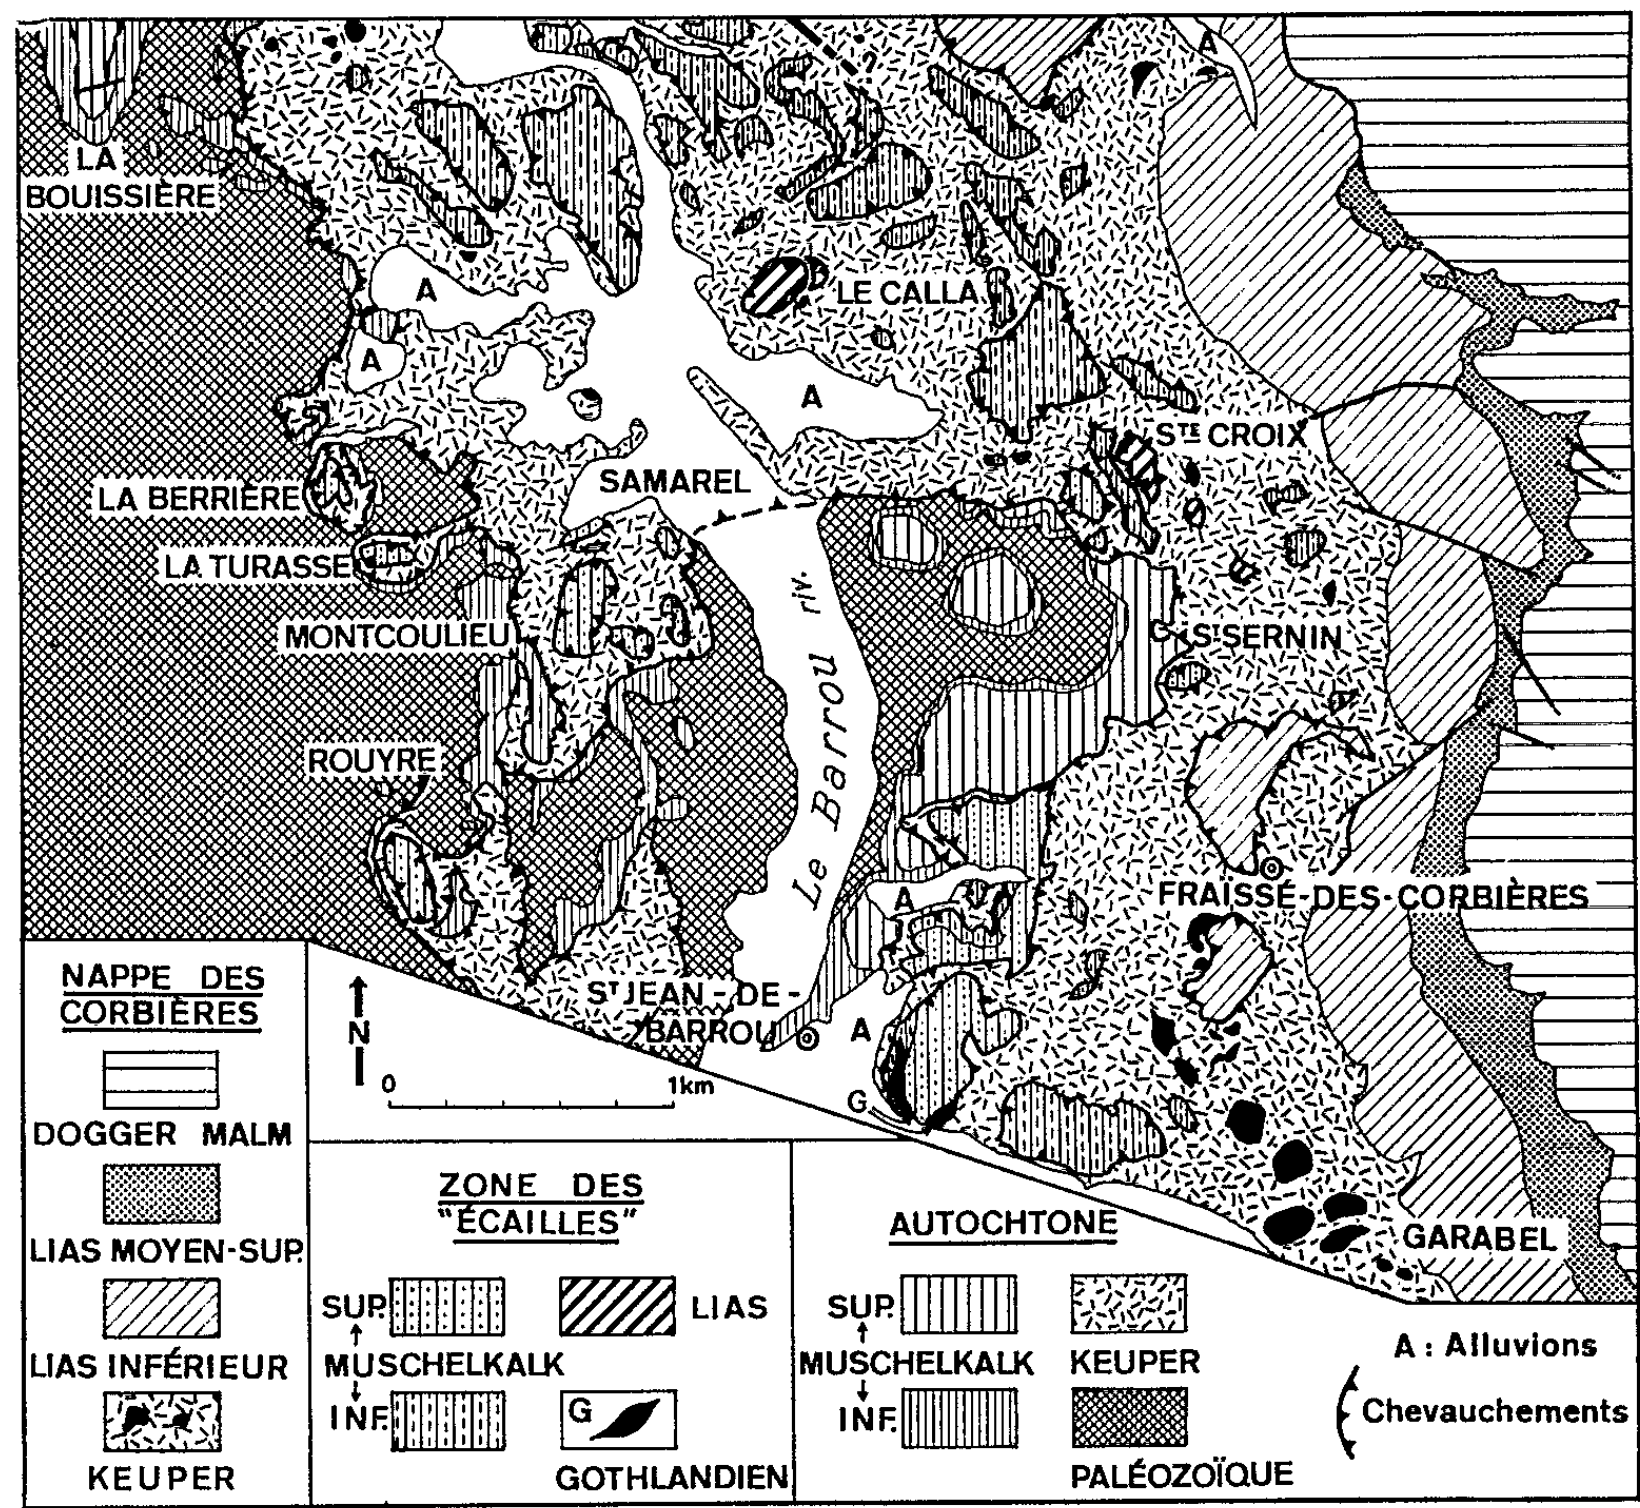 A
?
LA
BOUISSIÈRE
A
LE CALLA
A
A
STE CROIX
SAMAREL
LA BERRIÈRE
LA TURASSE
MONTCOULIEU
G
ST SERNIN
Le Barrou riv.
ROUYRE
A
FRAISSÉ-DES-CORBIÈRES
ST JEAN-DE-
BARROU
A
N
0 1km
G
GARABEL
NAPPE DES
CORBIÈRES
DOGGER MALM
LIAS MOYEN-SUP.
LIAS INFÉRIEUR
KEUPER
ZONE DES
"ÉCAILLES"
SUP.
MUSCHELKALK
INF.
LIAS
G
GOTHLANDIEN
AUTOCHTONE
SUP.
MUSCHELKALK
INF.
KEUPER
PALÉOZOÏQUE
A : Alluvions
Chevauchements